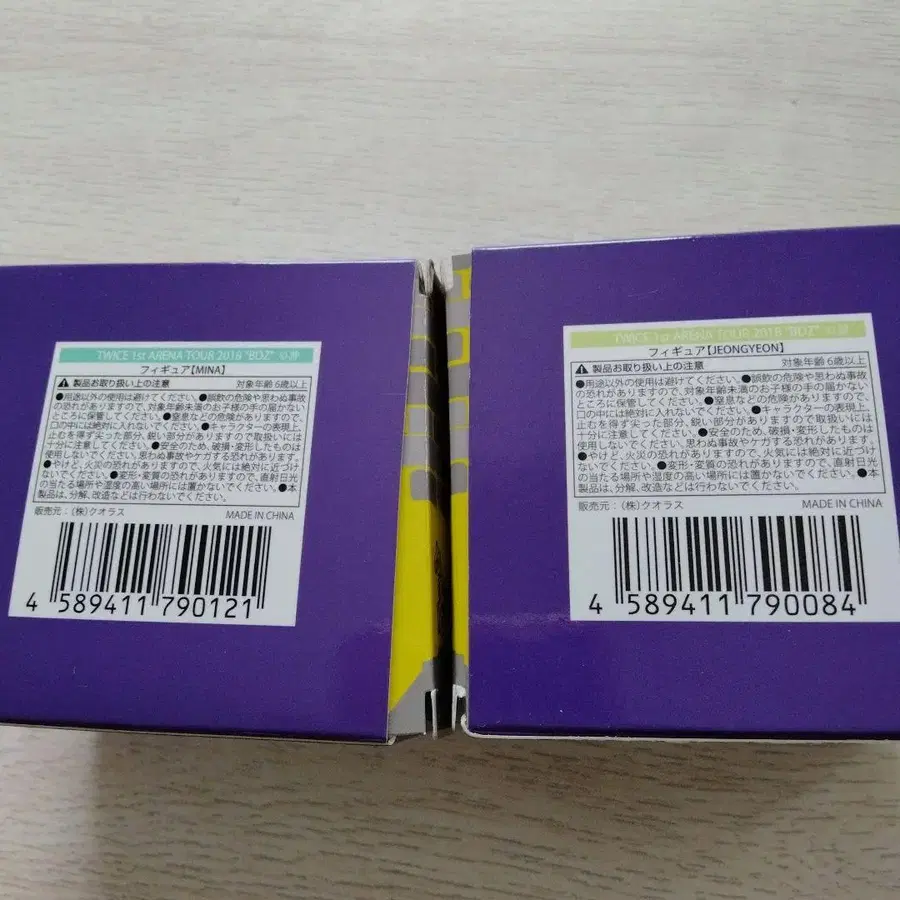 TWICE 1st ARENA TOUR 2018 "BDZ" 公演
フィギュア【MINA】
⚠ 製品お取り扱い上の注意 対象年齢 6歳以上
●用途以外の使用は避けてください。●誤飲の危険や思わぬ事故
の恐れがありますので、対象年齢未満のお子様の手の届かない
ところに保管してください。●窒息などの危険がありますので、
口の中には絶対に入れないでください。●キャラクターの表現上、
止むを得ず尖った部分、鋭い部分がありますので取扱いには
十分に注意してください。●安全のため、破損・変形したものは
使用しないでください、思わぬ事故やケガする恐れがあります。
●やけど、火災の恐れがありますので、火気には絶対に近づけ
ないでください。●変形・変質の恐れがありますので、直射日光
の当たる場所や湿度の高い場所には置かないでください。●本
製品は、分解、改造などは行わないでください。
販売元：（株）クオラス MADE IN CHINA
4 589411 790121
TWICE 1st ARENA TOUR 2018 "BDZ" 公演
フィギュア【JEONGYEON】
⚠ 製品お取り扱い上の注意 対象年齢 6歳以上
●用途以外の使用は避けてください。●誤飲の危険や思わぬ事故
の恐れがありますので、対象年齢未満のお子様の手の届かない
ところに保管してください。●窒息などの危険がありますので、
口の中には絶対に入れないでください。●キャラクターの表現上、
止むを得ず尖った部分、鋭い部分がありますので取扱いには
十分に注意してください。●安全のため、破損・変形したものは
使用しないでください、思わぬ事故やケガする恐れがあります。
●やけど、火災の恐れがありますので、火気には絶対に近づけ
ないでください。●変形・変質の恐れがありますので、直射日光
の当たる場所や湿度の高い場所には置かないでください。●本
製品は、分解、改造などは行わないでください。
販売元：（株）クオラス MADE IN CHINA
4 589411 790084